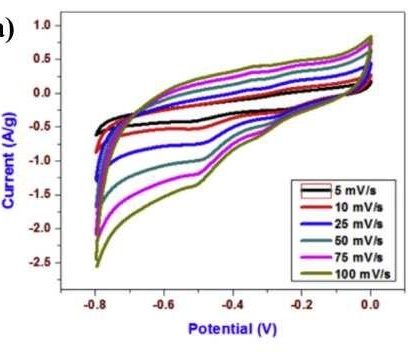 a)
Current (A/g)
1.0
0.5
0.0
-0.5
-1.0
-1.5
-2.0
-2.5
5 mV/s
10 mV/s
25 mV/s
50 mV/s
75 mV/s
100 mV/s
-0.8 -0.6 -0.4 -0.2 0.0
Potential (V)